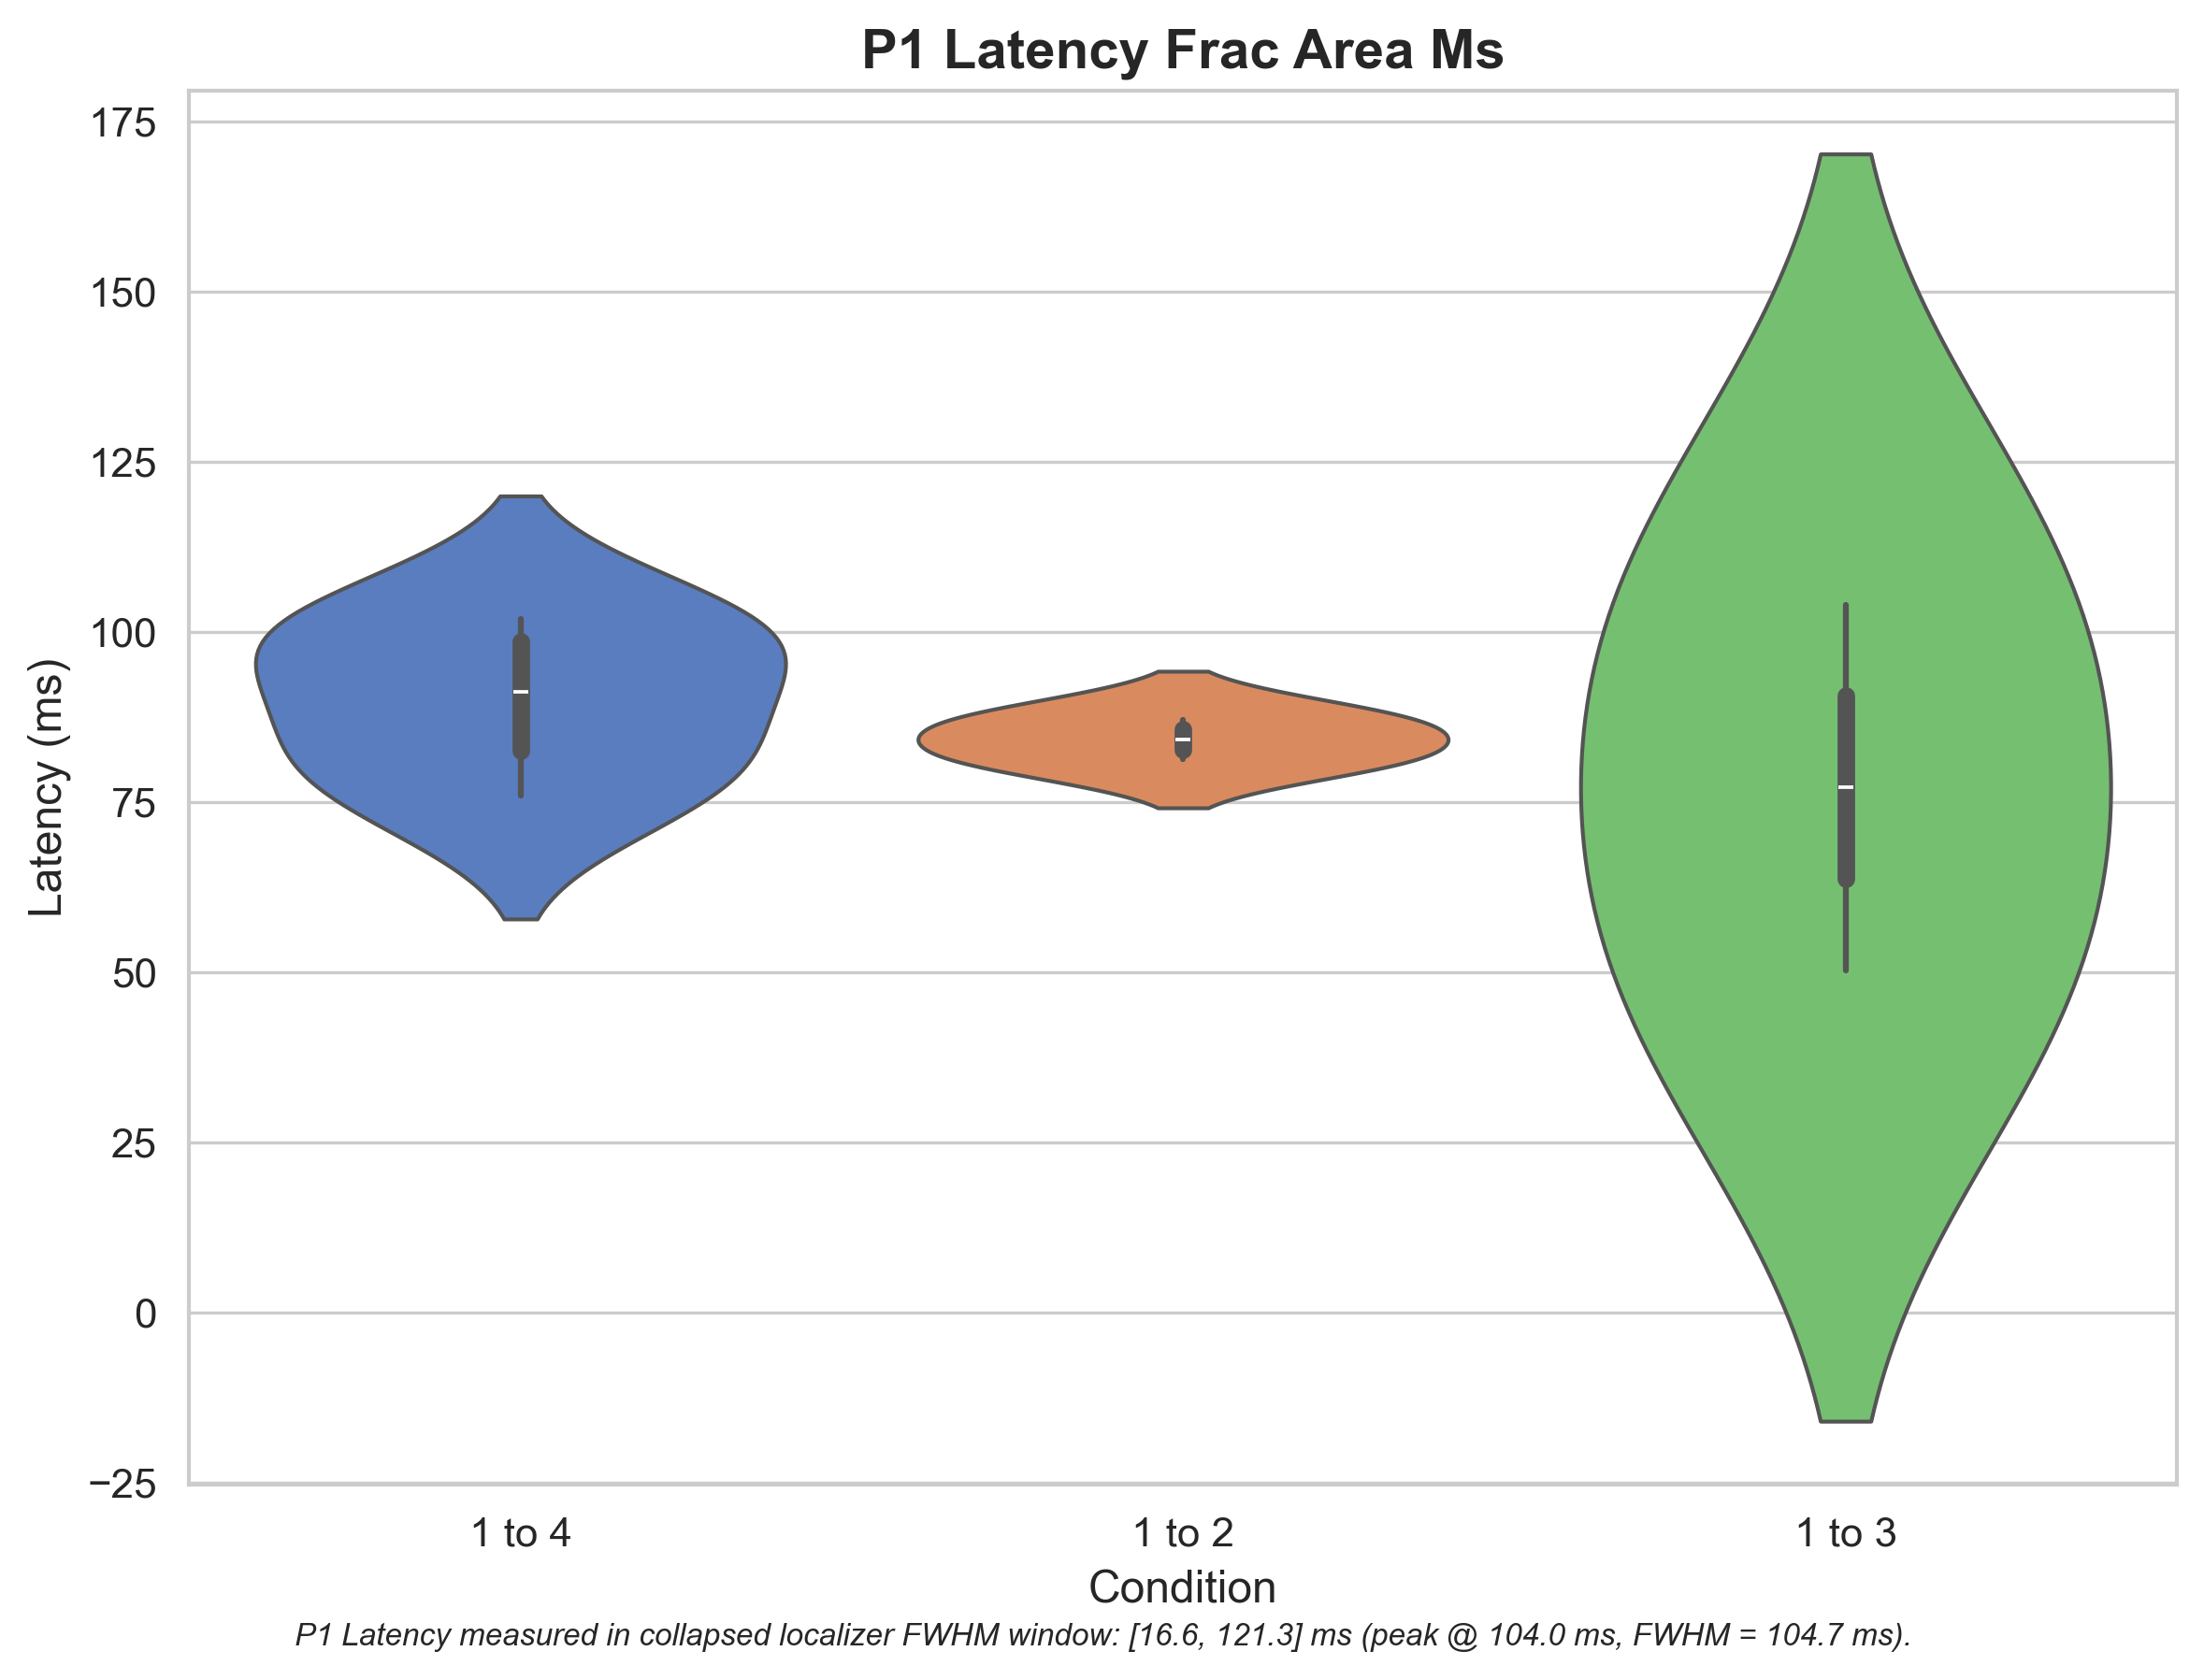 P1 Latency Frac Area Ms
175
150
125
100
75
50
25
0
−25
Latency (ms)
1 to 4
1 to 2
1 to 3
Condition
P1 Latency measured in collapsed localizer FWHM window: [16.6, 121.3] ms (peak @ 104.0 ms, FWHM = 104.7 ms).